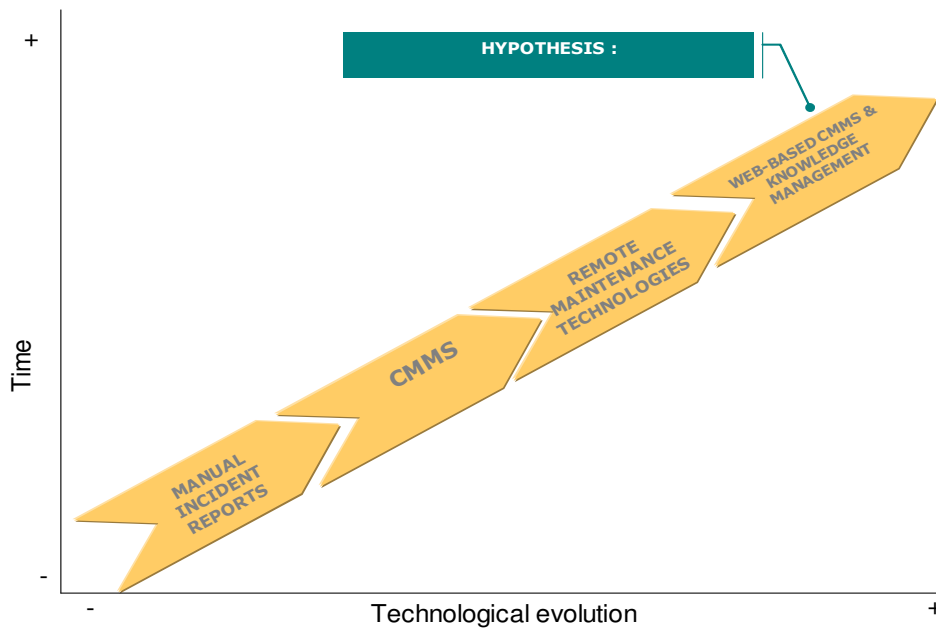 +
HYPOTHESIS :
WEB-BASED CMMS &
KNOWLEDGE
MANAGEMENT
REMOTE
MAINTENANCE
TECHNOLOGIES
CMMS
Time
MANUAL
INCIDENT
REPORTS
-
-
Technological evolution
+